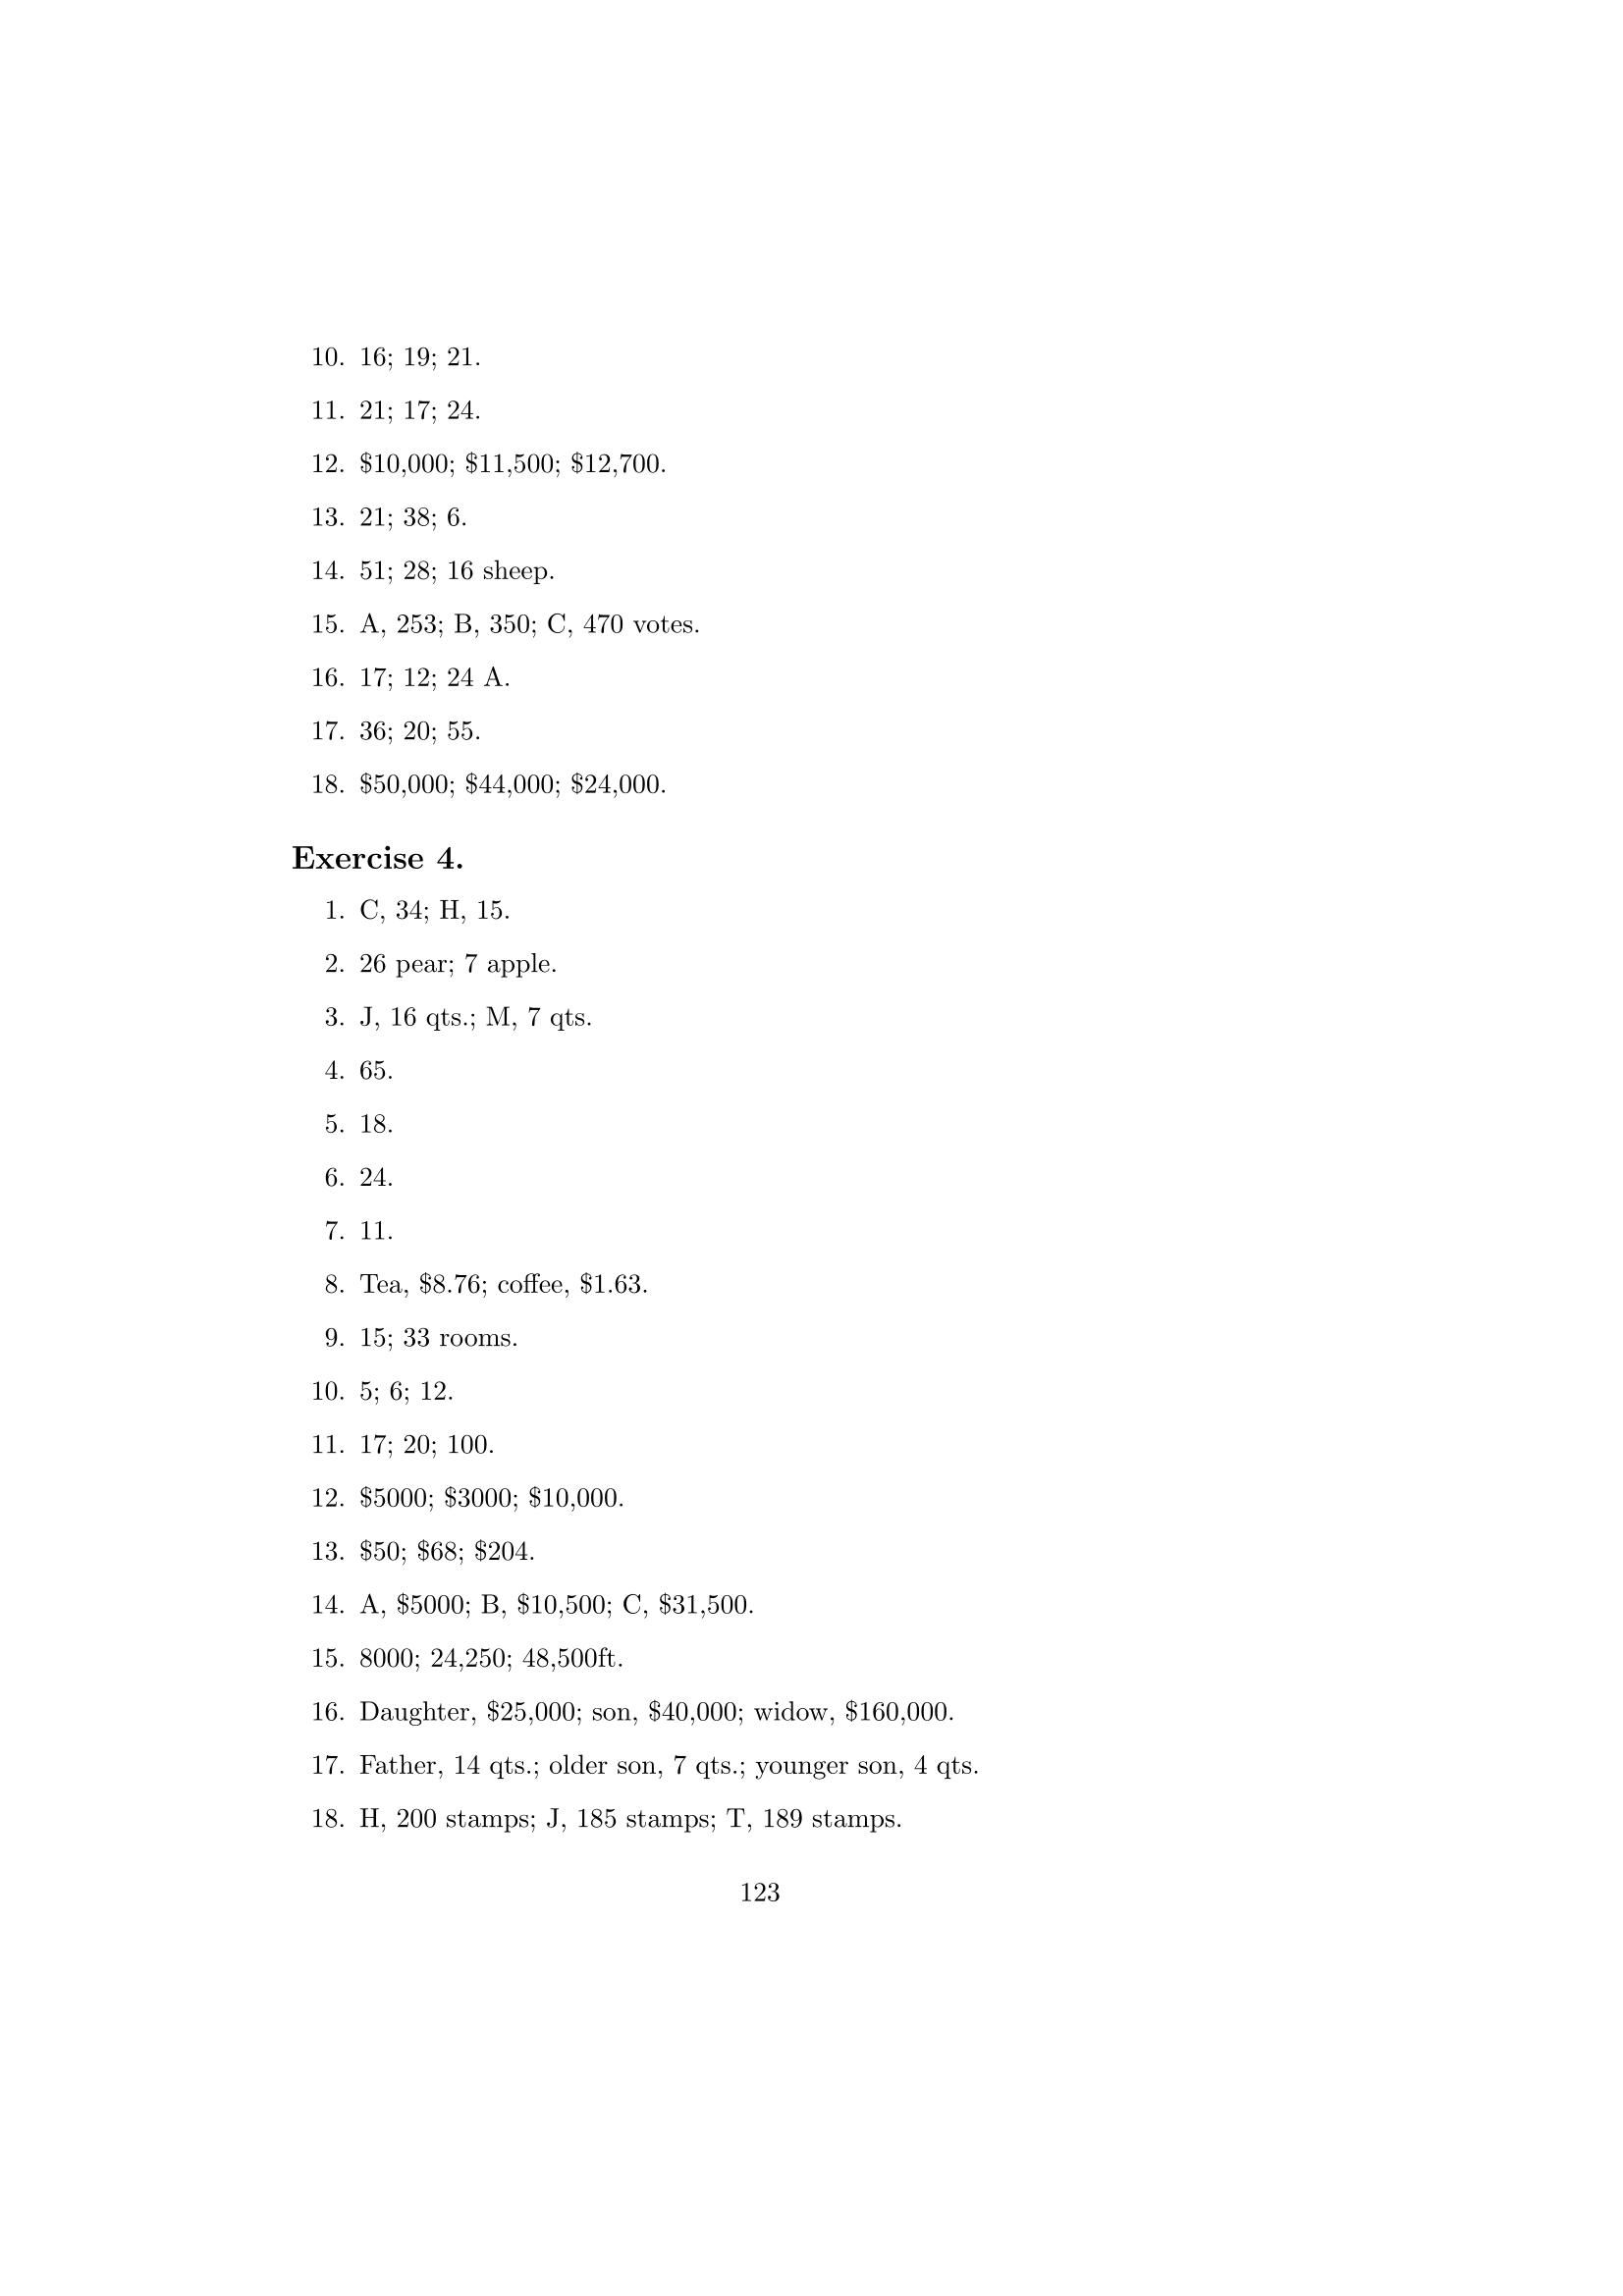 10. 16; 19; 21.
11. 21; 17; 24.
12. $10,000; $11,500; $12,700.
13. 21; 38; 6.
14. 51; 28; 16 sheep.
15. A, 253; B, 350; C, 470 votes.
16. 17; 12; 24 A.
17. 36; 20; 55.
18. $50,000; $44,000; $24,000.
Exercise 4.
1. C, 34; H, 15.
2. 26 pear; 7 apple.
3. J, 16 qts.; M, 7 qts.
4. 65.
5. 18.
6. 24.
7. 11.
8. Tea, $8.76; coffee, $1.63.
9. 15; 33 rooms.
10. 5; 6; 12.
11. 17; 20; 100.
12. $5000; $3000; $10,000.
13. $50; $68; $204.
14. A, $5000; B, $10,500; C, $31,500.
15. 8000; 24,250; 48,500ft.
16. Daughter, $25,000; son, $40,000; widow, $160,000.
17. Father, 14 qts.; older son, 7 qts.; younger son, 4 qts.
18. H, 200 stamps; J, 185 stamps; T, 189 stamps.
123